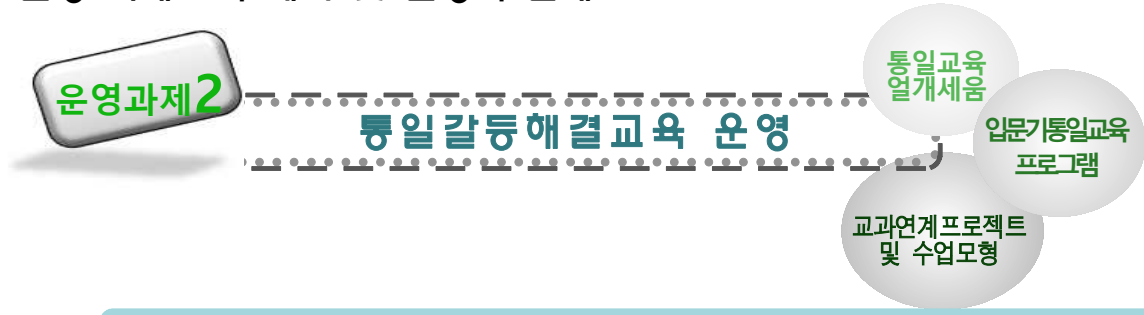 운영과제2
통일갈등해결교육 운영
통일교육
얼개세움
입문기통일교육
프로그램
교과연계프로젝트
및 수업모형